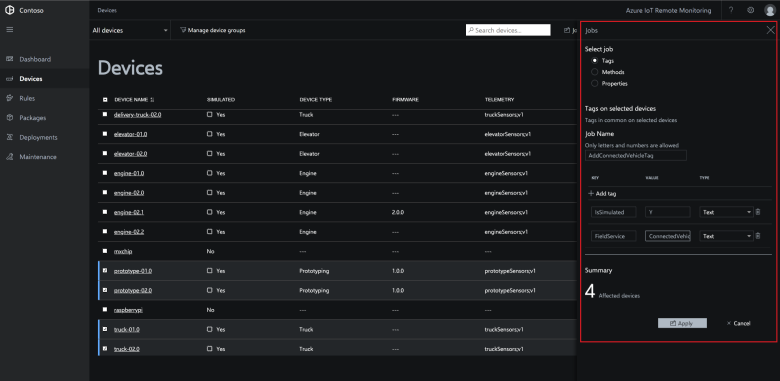 Contoso
Devices
Azure IoT Remote Monitoring
?
All devices
Manage device groups
Search devices...
Jo
Dashboard
Devices
Rules
Packages
Deployments
Maintenance
Devices
DEVICE NAME SIMULATED DEVICE TYPE FIRMWARE TELEMETRY
delivery-truck-02.0 Yes Truck --- truckSensors;v1
elevator-01.0 Yes Elevator --- elevatorSensors;v1
elevator-02.0 Yes Elevator --- elevatorSensors;v1
engine-01.0 Yes Engine --- engineSensors;v1
engine-02.0 Yes Engine --- engineSensors;v1
engine-02.1 Yes Engine 2.0.0 engineSensors;v1
engine-02.2 Yes Engine --- engineSensors;v1
mxchip No --- --- ---
prototype-01.0 Yes Prototyping 1.0.0 prototypeSensors;v1
prototype-02.0 Yes Prototyping 1.0.0 prototypeSensors;v1
raspberrypi No --- --- ---
truck-01.0 Yes Truck --- truckSensors;v1
truck-02.0 Yes Truck --- truckSensors;v1
Jobs
Select job
Tags
Methods
Properties
Tags on selected devices
Tags in common on selected devices
Job Name
Only letters and numbers are allowed
AddConnectedVehicleTag
KEY VALUE TYPE
+ Add tag
IsSimulated Y Text
FieldService ConnectedVehic Text
Summary
4 Affected devices
Apply × Cancel